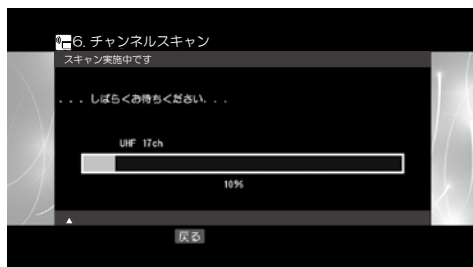 6. チャンネルスキャン
スキャン実施中です
. . . しばらくお待ちください. . .
UHF 17ch
10%
戻る